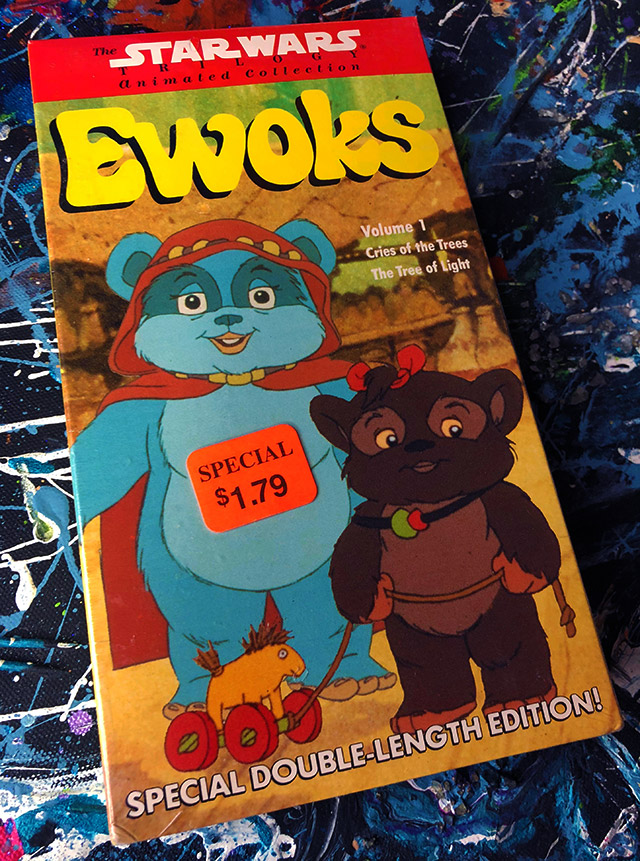 The STAR WARS®
TRILOGY
Animated Collection
Ewoks
Volume 1
Cries of the Trees
The Tree of Light
SPECIAL
$1.79
SPECIAL DOUBLE-LENGTH EDITION!